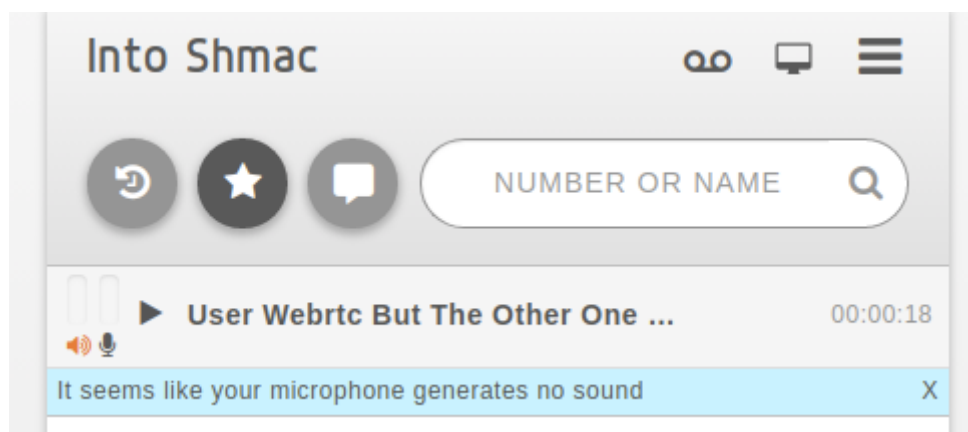 Into Shmac
NUMBER OR NAME
User Webrtc But The Other One ...
00:00:18
It seems like your microphone generates no sound
X